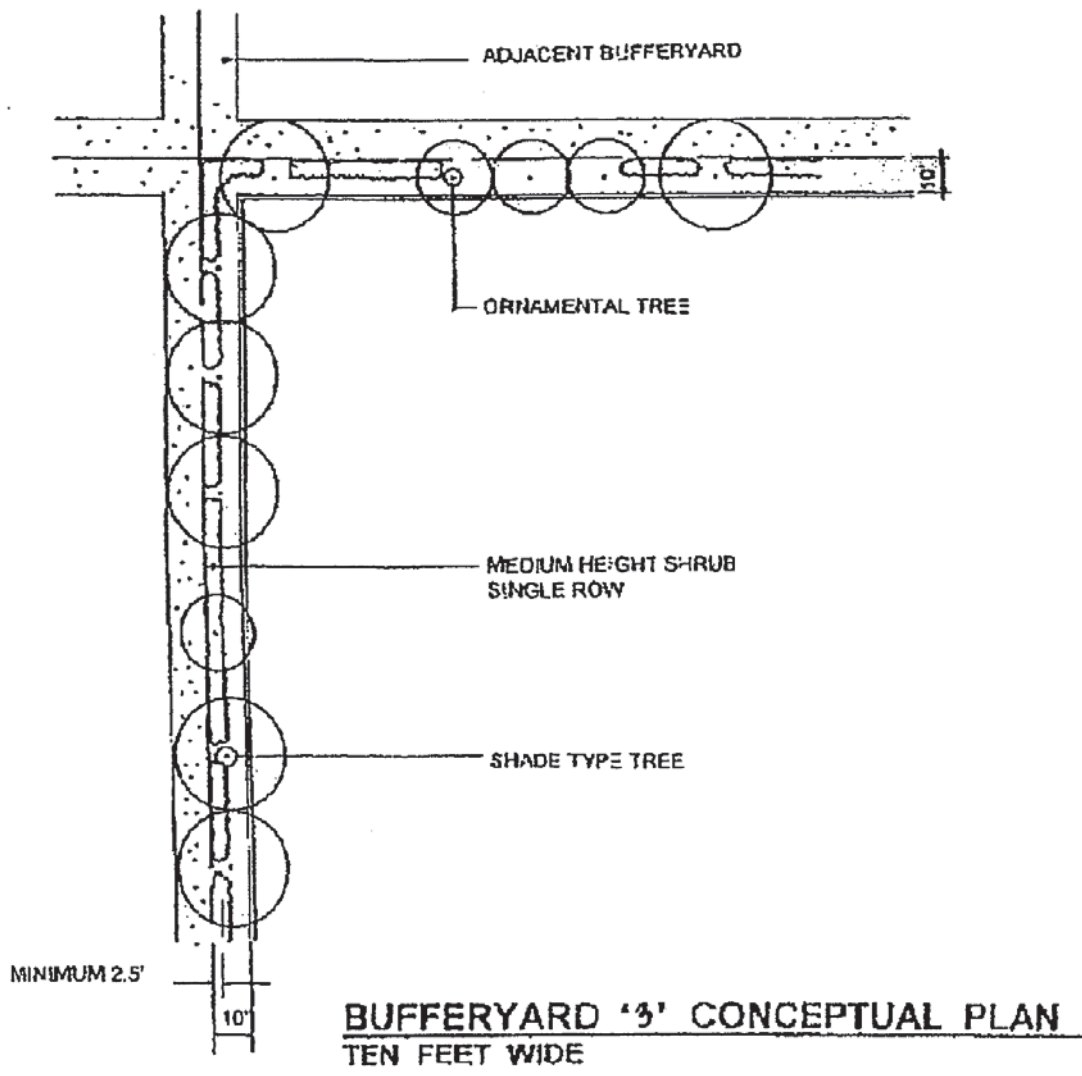 ADJACENT BUFFERYARD
10'
ORNAMENTAL TREE
MEDIUM HEIGHT SHRUB
SINGLE ROW
SHADE TYPE TREE
MINIMUM 2.5'
10'
BUFFERYARD '3' CONCEPTUAL PLAN
TEN FEET WIDE